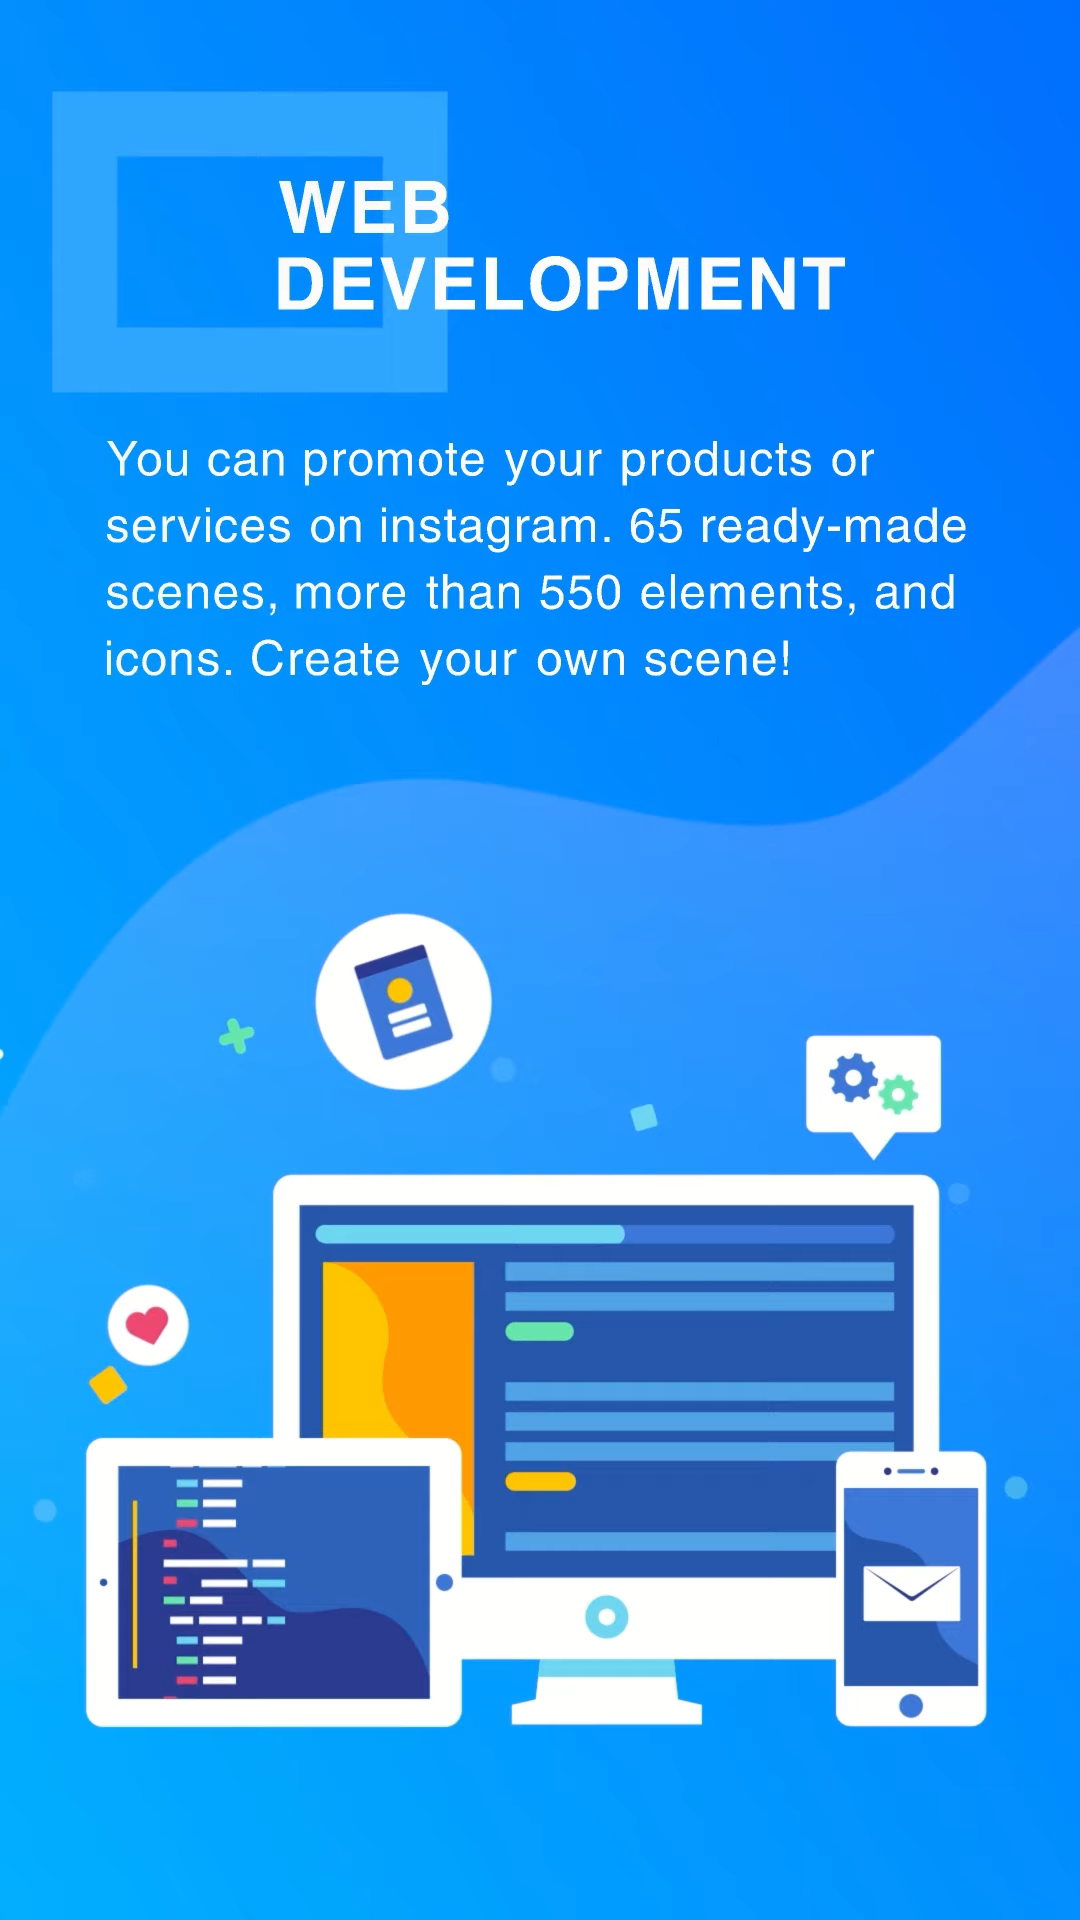 WEB
DEVELOPMENT
You can promote your products or
services on instagram. 65 ready-made
scenes, more than 550 elements, and
icons. Create your own scene!